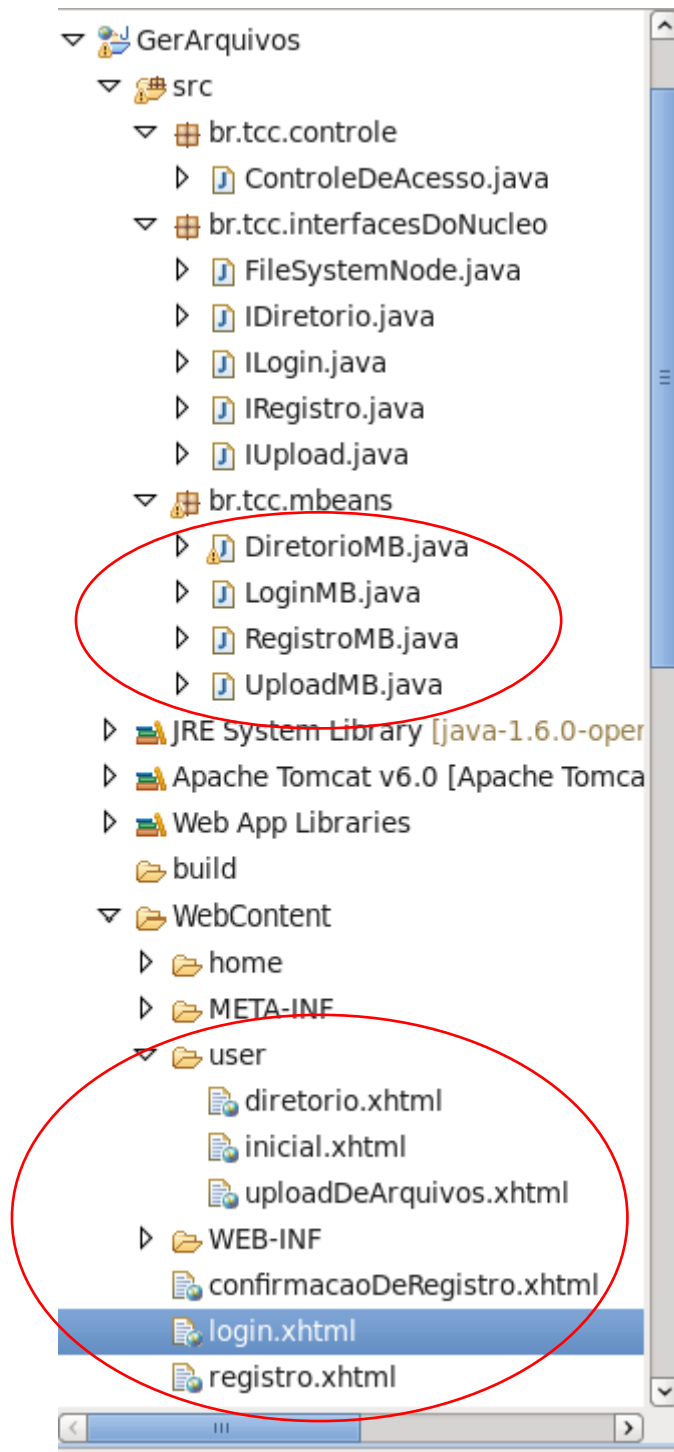 GerArquivos
src
br.tcc.controle
ControleDeAcesso.java
br.tcc.interfacesDoNucleo
FileSystemNode.java
IDiretorio.java
ILogin.java
IRegistro.java
IUpload.java
br.tcc.mbeans
DiretorioMB.java
LoginMB.java
RegistroMB.java
UploadMB.java
JRE System Library [java-1.6.0-oper
Apache Tomcat v6.0 [Apache Tomca
Web App Libraries
build
WebContent
home
META-INF
user
diretorio.xhtml
inicial.xhtml
uploadDeArquivos.xhtml
WEB-INF
confirmacaoDeRegistro.xhtml
login.xhtml
registro.xhtml